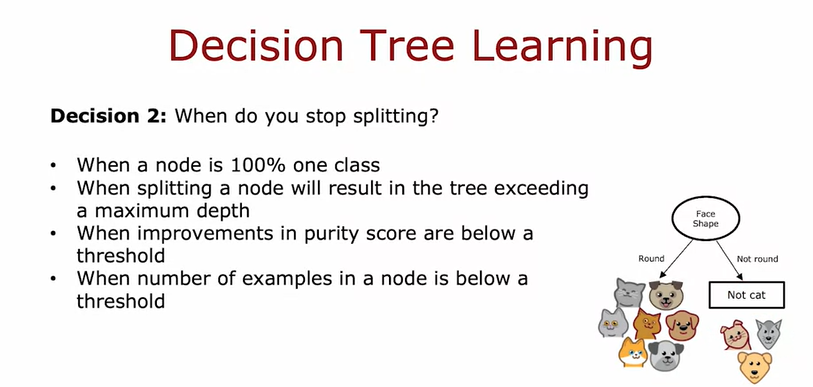 Decision Tree Learning
Decision 2: When do you stop splitting?
• When a node is 100% one class
• When splitting a node will result in the tree exceeding
a maximum depth
• When improvements in purity score are below a
threshold
• When number of examples in a node is below a
threshold
Face
Shape
Round
Not round
Not cat